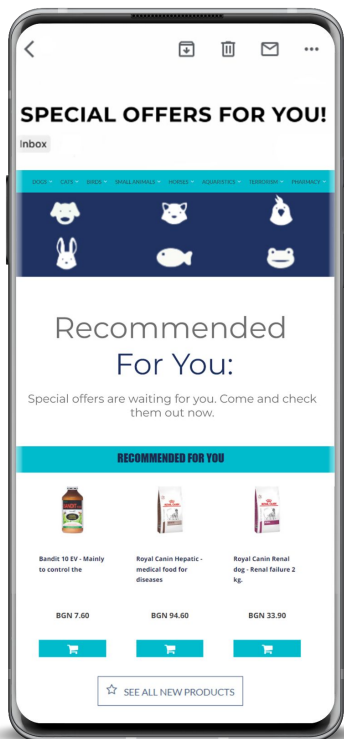 SPECIAL OFFERS FOR YOU!
Inbox
DOGS CATS BIRDS SMALL ANIMALS HORSES AQUARISTICS TERRORISM PHARMACY
Recommended
For You:
Special offers are waiting for you. Come and check
them out now.
RECOMMENDED FOR YOU
Bandit 10 EV - Mainly
to control the
Royal Canin Hepatic -
medical food for
diseases
Royal Canin Renal
dog - Renal failure 2
kg.
BGN 7.60
BGN 94.60
BGN 33.90
SEE ALL NEW PRODUCTS